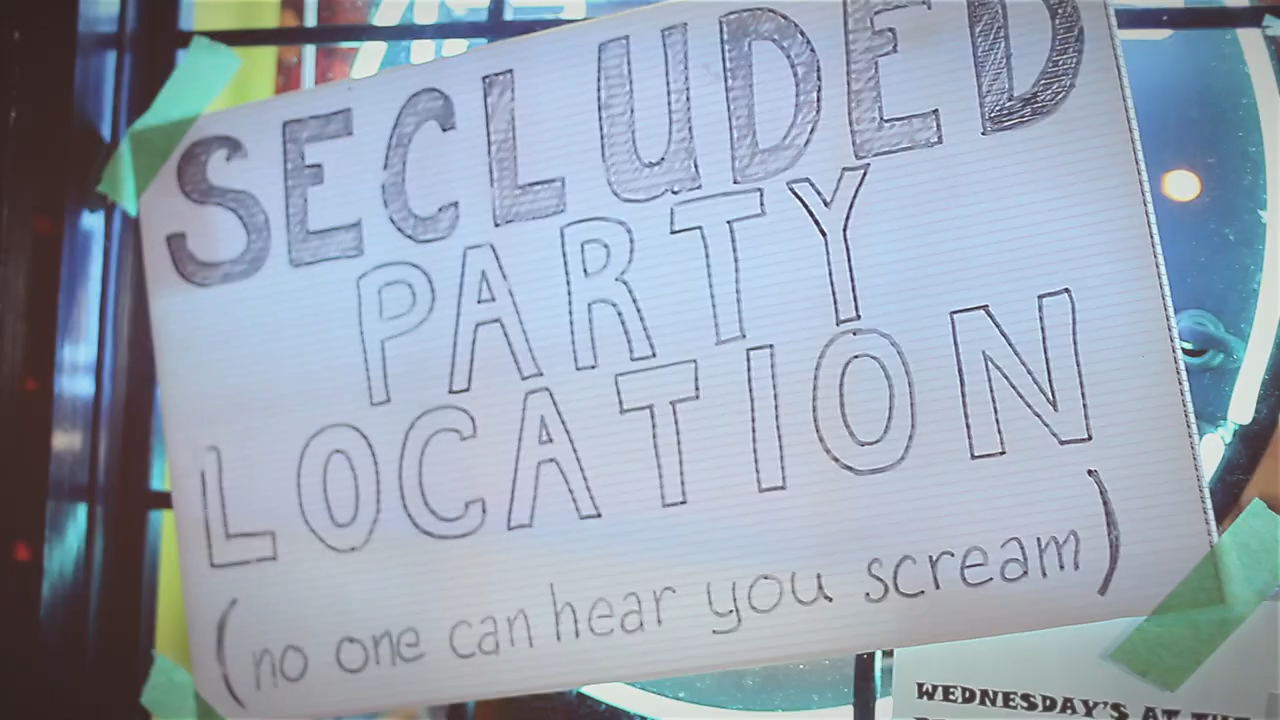 SECLUDED
PARTY
LOCATION
(no one can hear you scream)
WEDNESDAY'S AT THE